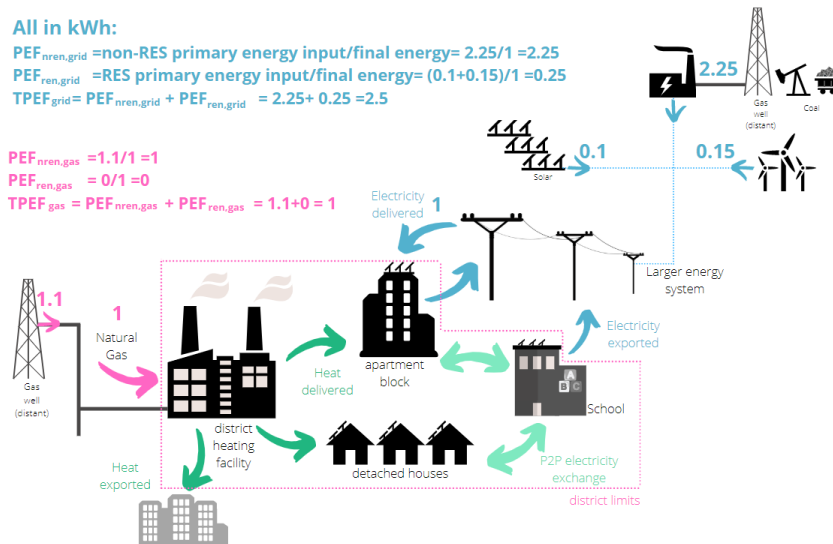 All in kWh:
PEFnren,grid =non-RES primary energy input/final energy= 2.25/1 =2.25
PEFren,grid =RES primary energy input/final energy= (0.1+0.15)/1 =0.25
TPEFgrid= PEFnren,grid + PEFren,grid = 2.25+ 0.25 =2.5
PEFnren,gas =1.1/1 =1
PEFren,gas = 0/1 =0
TPEFgas = PEFnren,gas + PEFren,gas = 1.1+0 = 1
2.25
Gas
well
(distant)
Coal
0.1
Solar
0.15
Electricity
delivered
1
Larger energy
system
1.1
1
Natural
Gas
Gas
well
(distant)
Heat
delivered
apartment
block
Electricity
exported
A
B C
School
district
heating
facility
detached houses
P2P electricity
exchange
district limits
Heat
exported